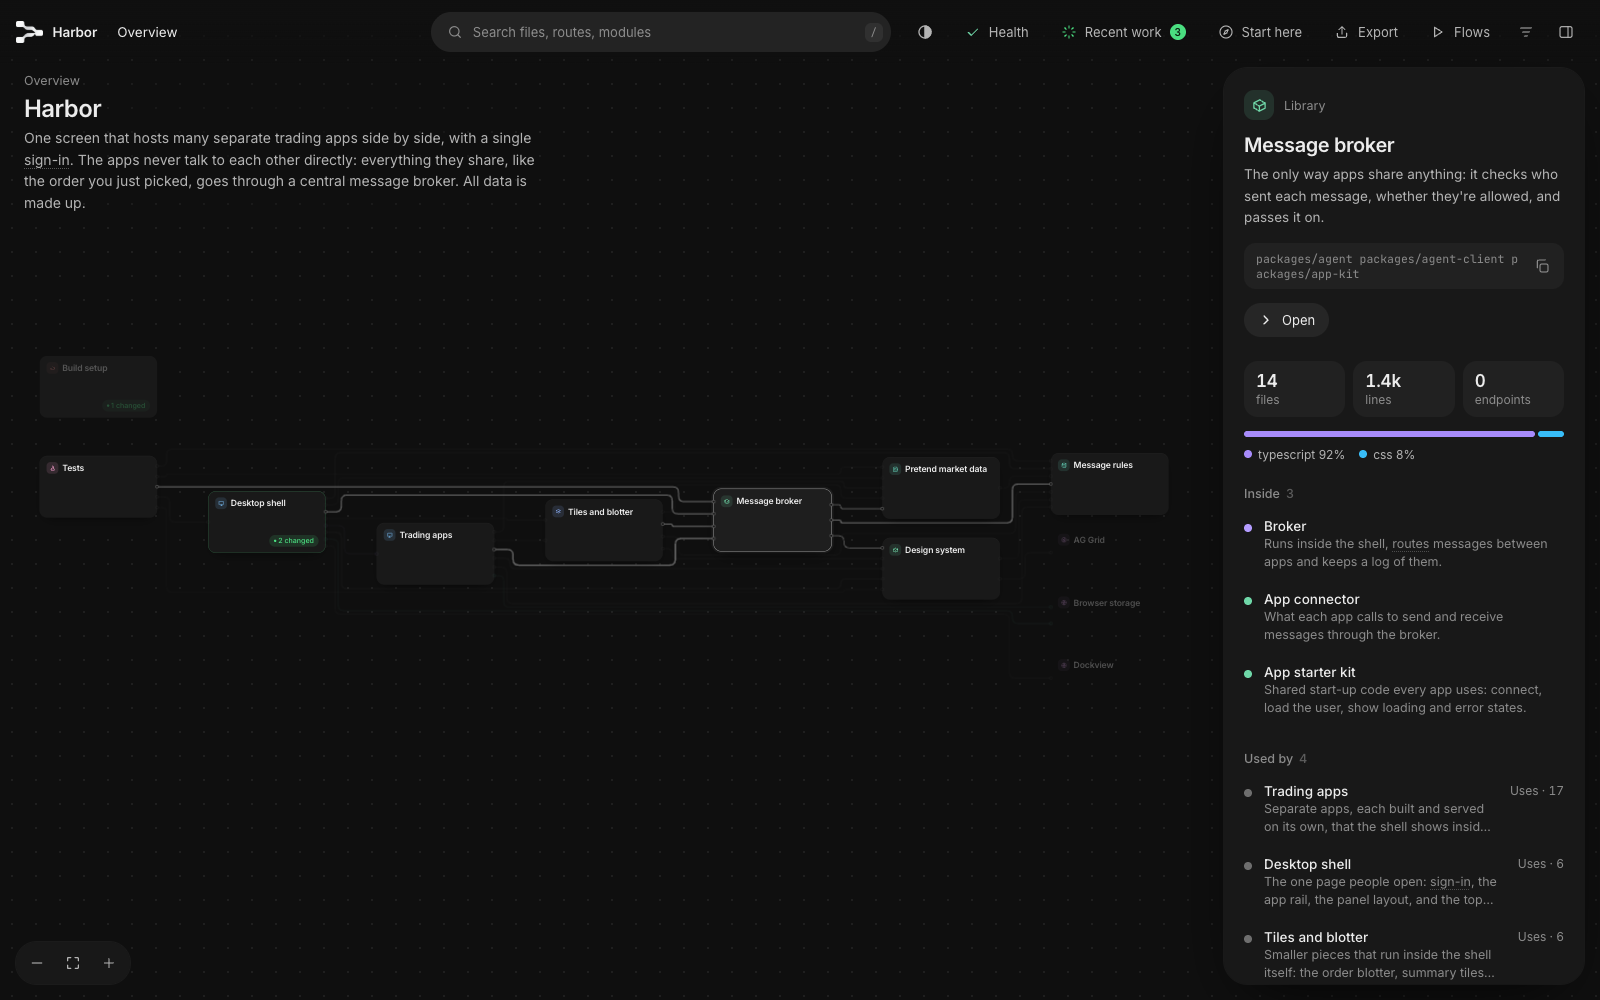 Harbor
Overview
Search files, routes, modules
/
Health
Recent work 3
Start here
Export
Flows
Overview
Harbor
One screen that hosts many separate trading apps side by side, with a single
sign-in. The apps never talk to each other directly: everything they share, like
the order you just picked, goes through a central message broker. All data is
made up.
Build setup
1 changed
Tests
Desktop shell
2 changed
Trading apps
Tiles and blotter
Message broker
Pretend market data
Design system
Message rules
AG Grid
Browser storage
Dockview
Library
Message broker
The only way apps share anything: it checks who
sent each message, whether they're allowed, and
passes it on.
packages/agent packages/agent-client p
ackages/app-kit
Open
14
files
1.4k
lines
0
endpoints
typescript 92%
css 8%
Inside 3
Broker
Runs inside the shell, routes messages between
apps and keeps a log of them.
App connector
What each app calls to send and receive
messages through the broker.
App starter kit
Shared start-up code every app uses: connect,
load the user, show loading and error states.
Used by 4
Trading apps
Uses · 17
Separate apps, each built and served
on its own, that the shell shows insid...
Desktop shell
Uses · 6
The one page people open: sign-in, the
app rail, the panel layout, and the top...
Tiles and blotter
Uses · 6
Smaller pieces that run inside the shell
itself: the order blotter, summary tiles...